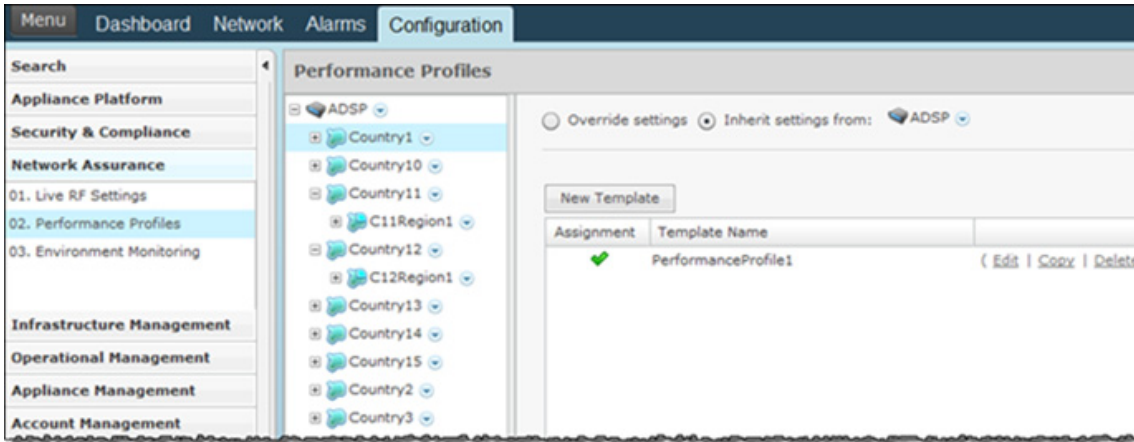 Menu Dashboard Network Alarms Configuration
Search
Appliance Platform
Security & Compliance
Network Assurance
01. Live RF Settings
02. Performance Profiles
03. Environment Monitoring
Infrastructure Management
Operational Management
Appliance Management
Account Management
Performance Profiles
ADSP
Country1
Country10
Country11
C11Region1
Country12
C12Region1
Country13
Country14
Country15
Country2
Country3
Override settings Inherit settings from: ADSP
New Template
Assignment Template Name
PerformanceProfile1 ( Edit | Copy | Delete